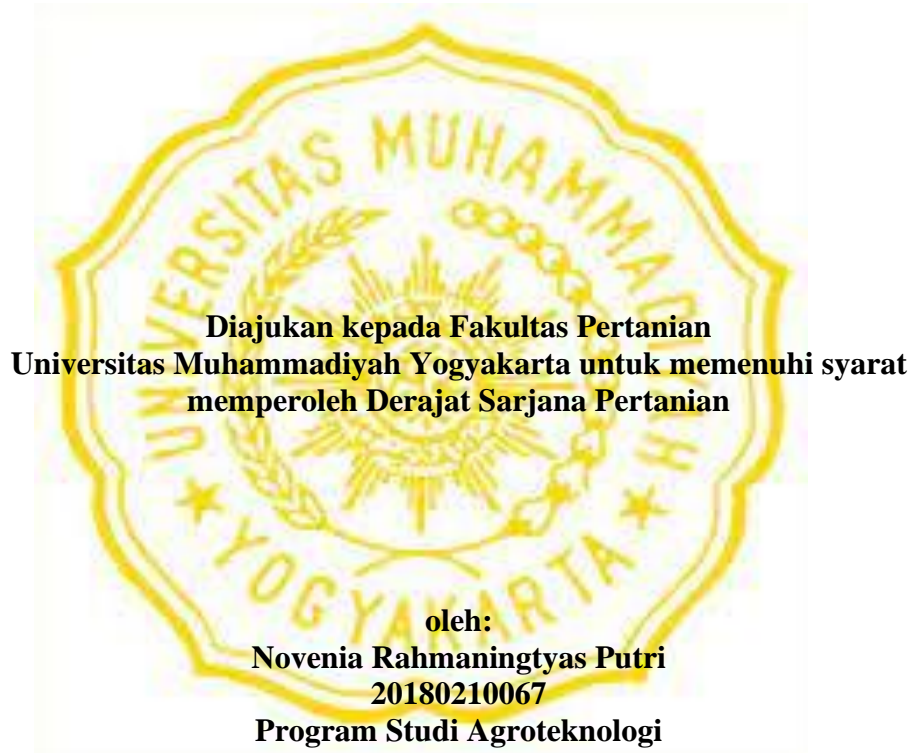 UNIVERSITAS MUHAMMADIYAH
Diajukan kepada Fakultas Pertanian
Universitas Muhammadiyah Yogyakarta untuk memenuhi syarat
memperoleh Derajat Sarjana Pertanian
★ YOGYAKARTA ★
oleh:
Novenia Rahmaningtyas Putri
20180210067
Program Studi Agroteknologi